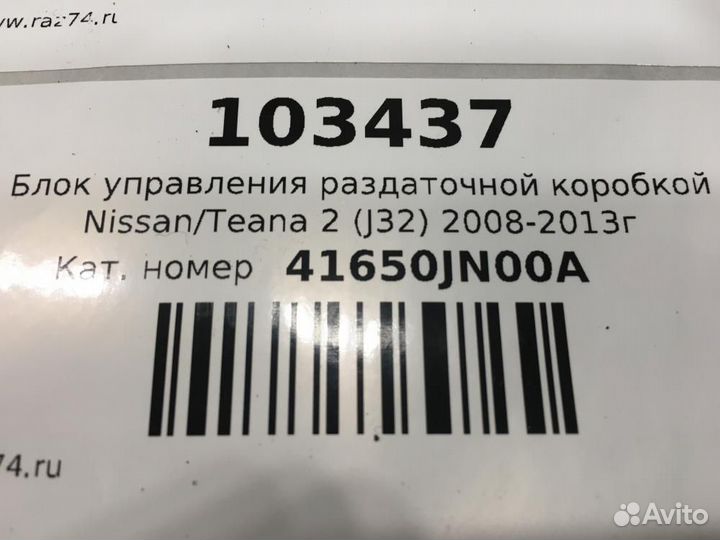 www.raz74.ru
103437
Блок управления раздаточной коробкой
Nissan/Teana 2 (J32) 2008-2013г
Кат. номер 41650JN00A
74.ru
Avito